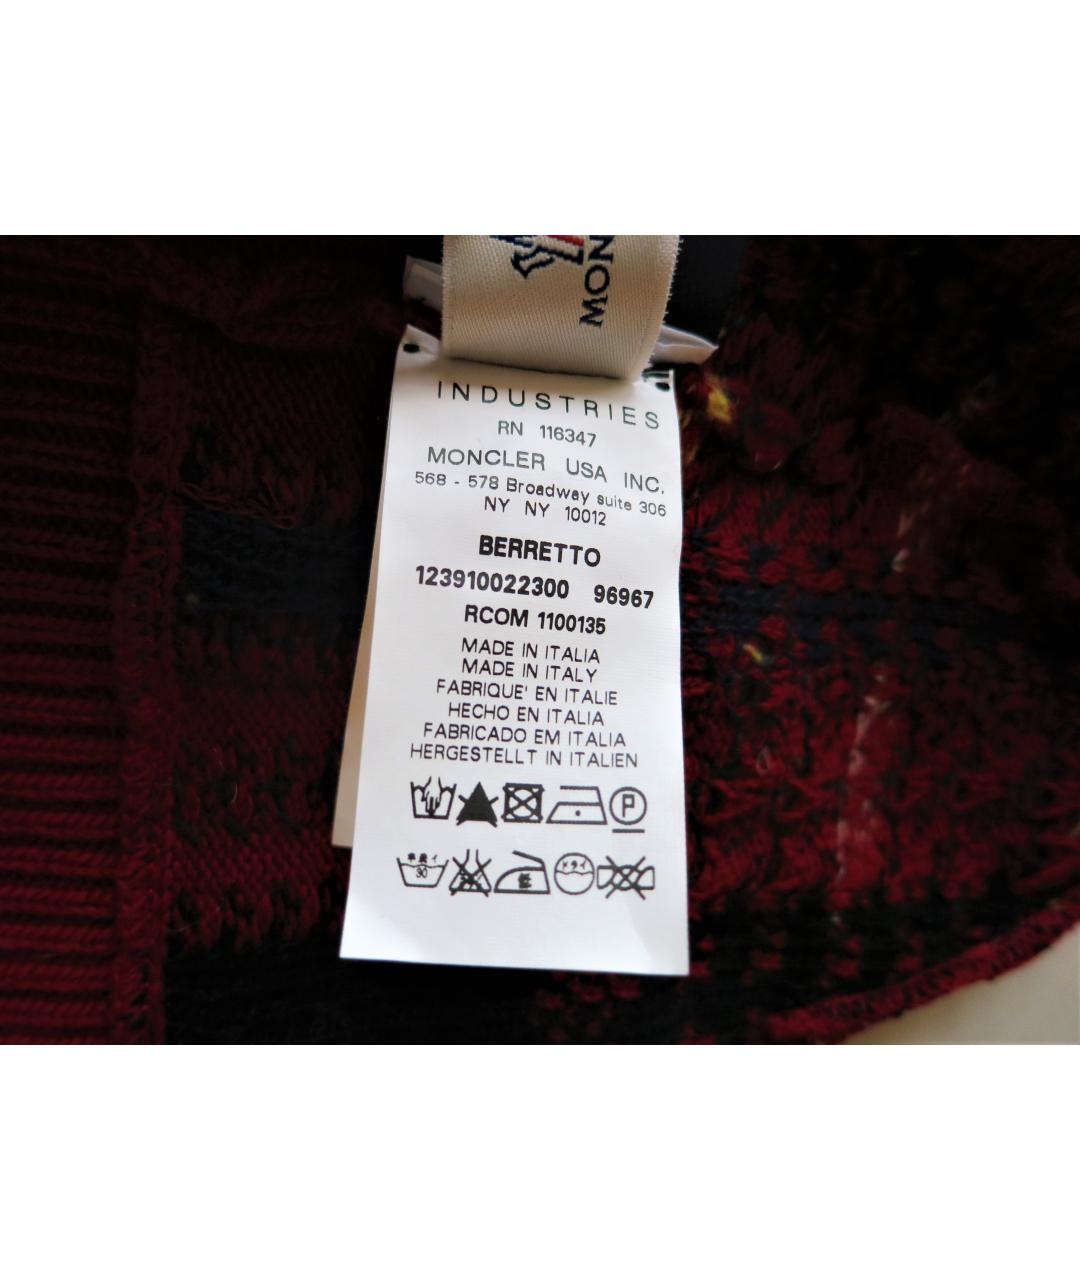 MON
INDUSTRIES
RN 116347
MONCLER USA INC.
568 - 578 Broadway suite 306
NY NY 10012
BERRETTO
123910022300 96967
RCOM 1100135
MADE IN ITALIA
MADE IN ITALY
FABRIQUE' EN ITALIE
HECHO EN ITALIA
FABRICADO EM ITALIA
HERGESTELLT IN ITALIEN
P
30